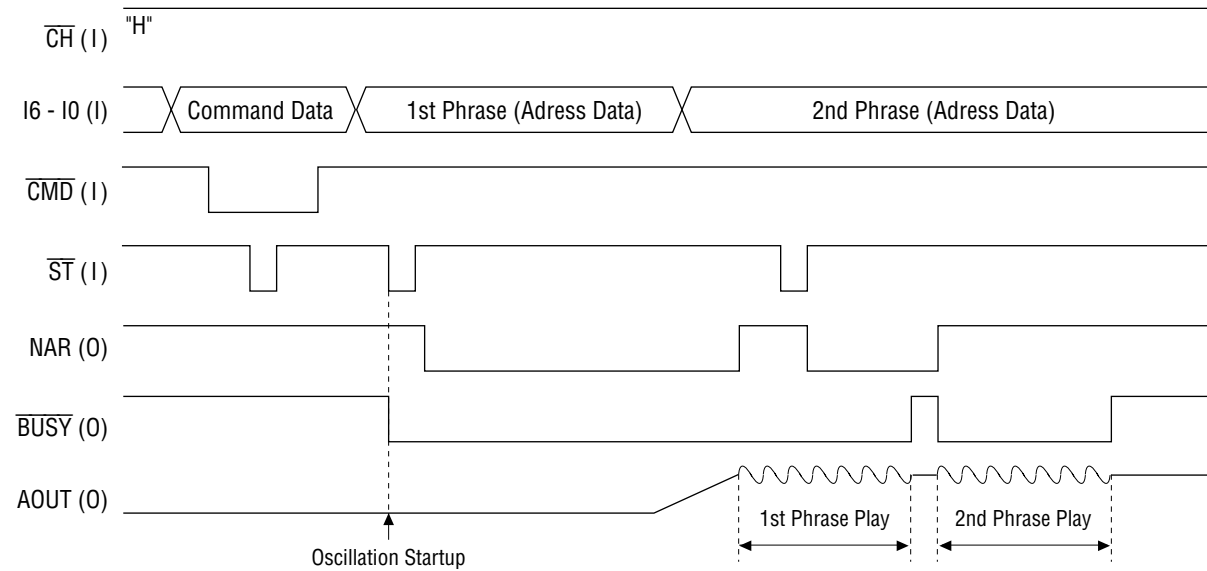 CH (I) "H"
I6 - I0 (I) Command Data 1st Phrase (Adress Data) 2nd Phrase (Adress Data)
CMD (I)
ST (I)
NAR (O)
BUSY (O)
AOUT (O)
1st Phrase Play 2nd Phrase Play
Oscillation Startup